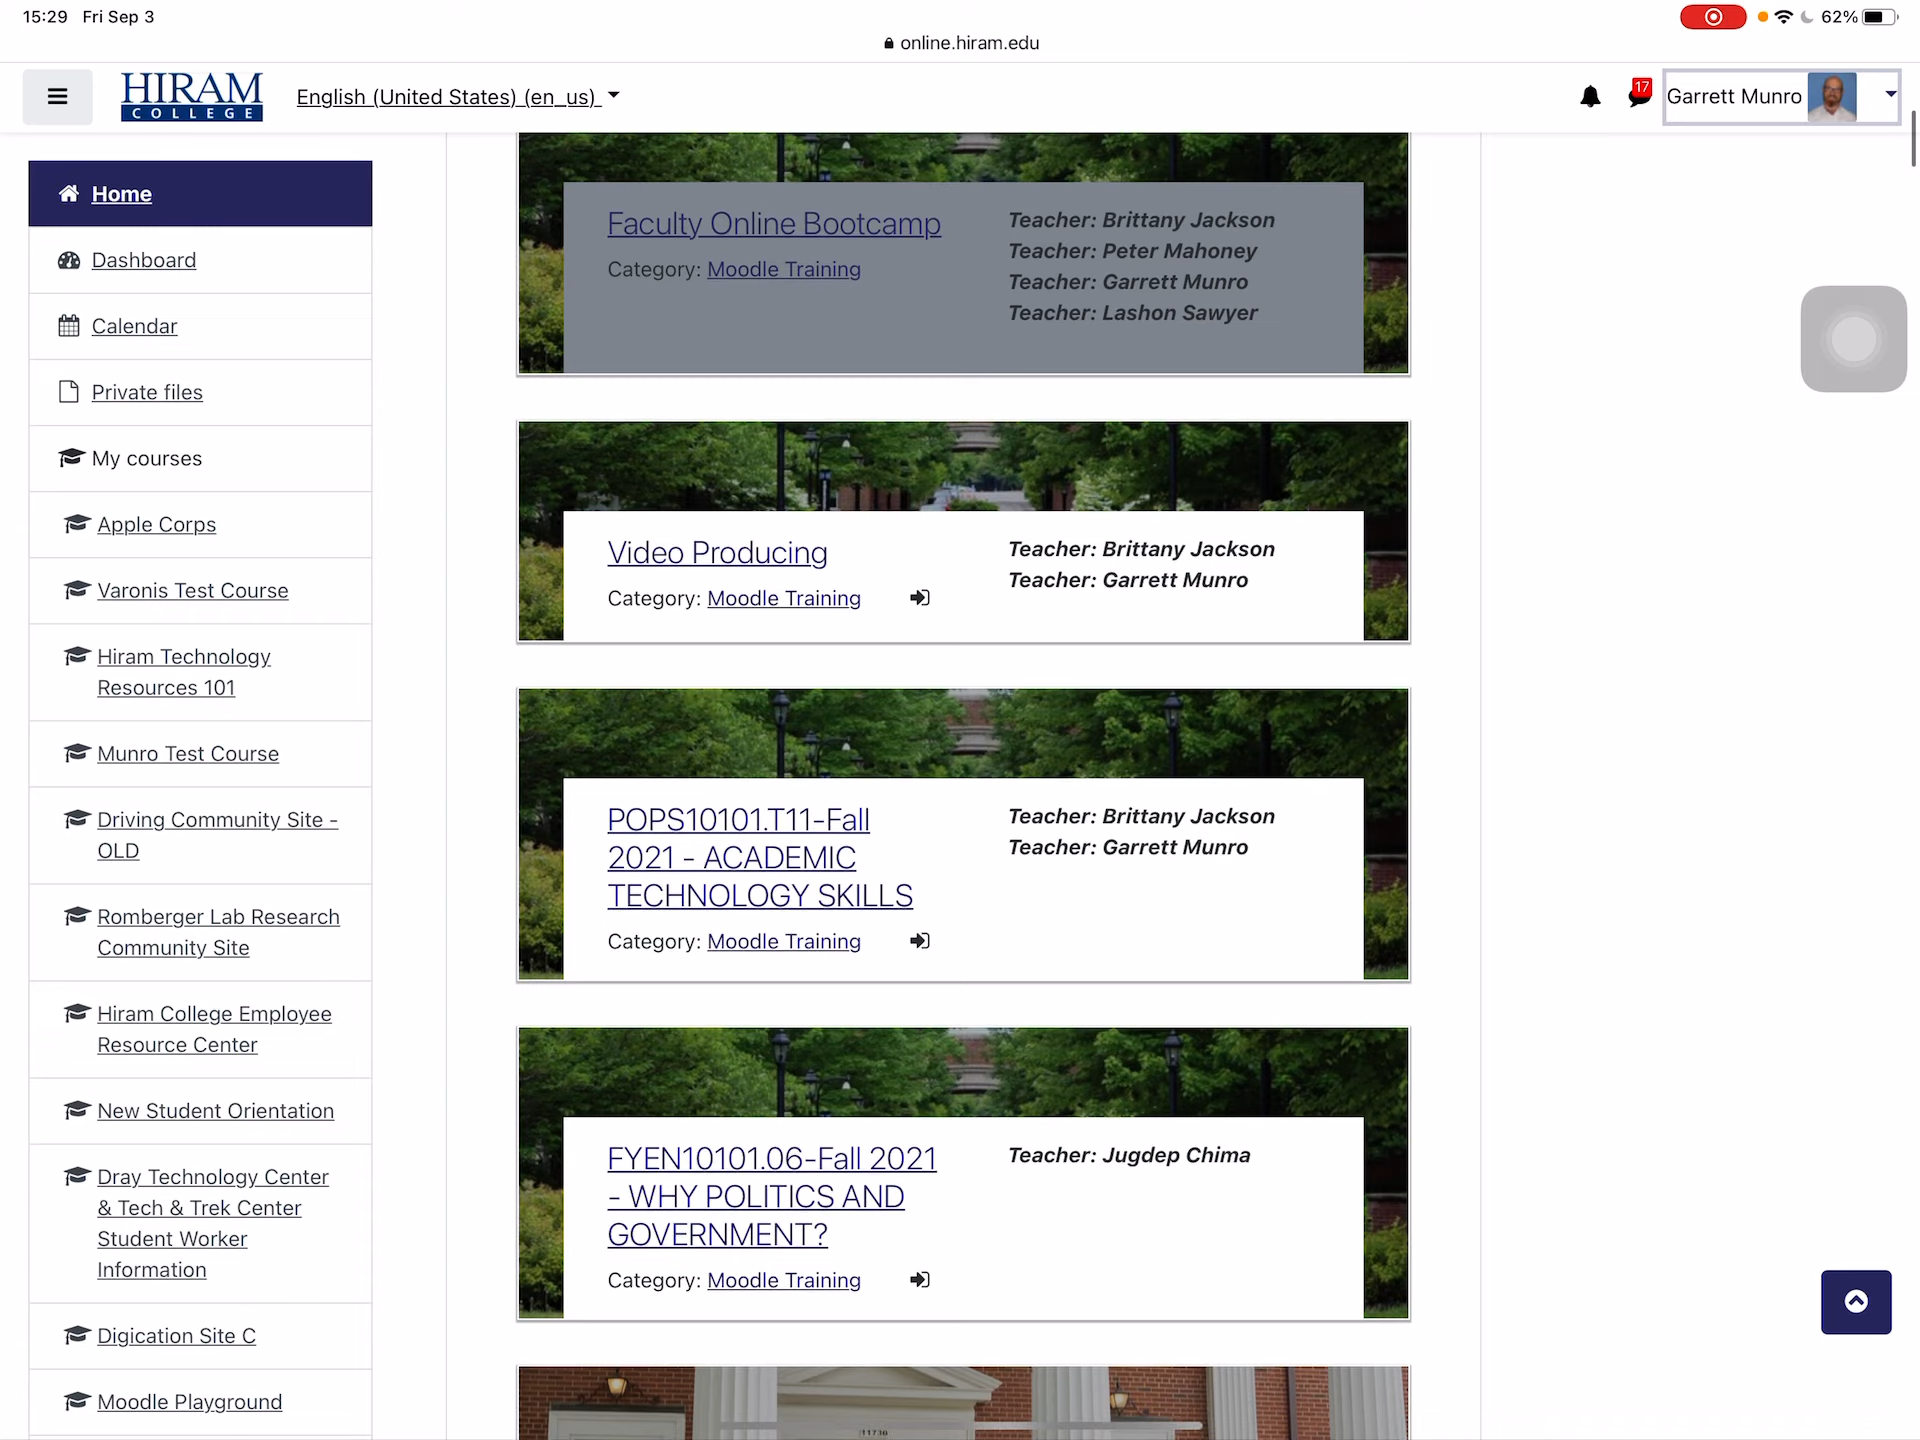 15:29 Fri Sep 3
62%
online.hiram.edu
HIRAM
COLLEGE
English (United States) (en_us)
17
Garrett Munro
Home
Dashboard
Calendar
Private files
My courses
Apple Corps
Varonis Test Course
Hiram Technology
Resources 101
Munro Test Course
Driving Community Site -
OLD
Romberger Lab Research
Community Site
Hiram College Employee
Resource Center
New Student Orientation
Dray Technology Center
& Tech & Trek Center
Student Worker
Information
Digication Site C
Moodle Playground
Faculty Online Bootcamp
Category: Moodle Training
Teacher: Brittany Jackson
Teacher: Peter Mahoney
Teacher: Garrett Munro
Teacher: Lashon Sawyer
Video Producing
Category: Moodle Training
Teacher: Brittany Jackson
Teacher: Garrett Munro
POPS10101.T11-Fall
2021 - ACADEMIC
TECHNOLOGY SKILLS
Category: Moodle Training
Teacher: Brittany Jackson
Teacher: Garrett Munro
FYEN10101.06-Fall 2021
- WHY POLITICS AND
GOVERNMENT?
Category: Moodle Training
Teacher: Jugdep Chima
11730